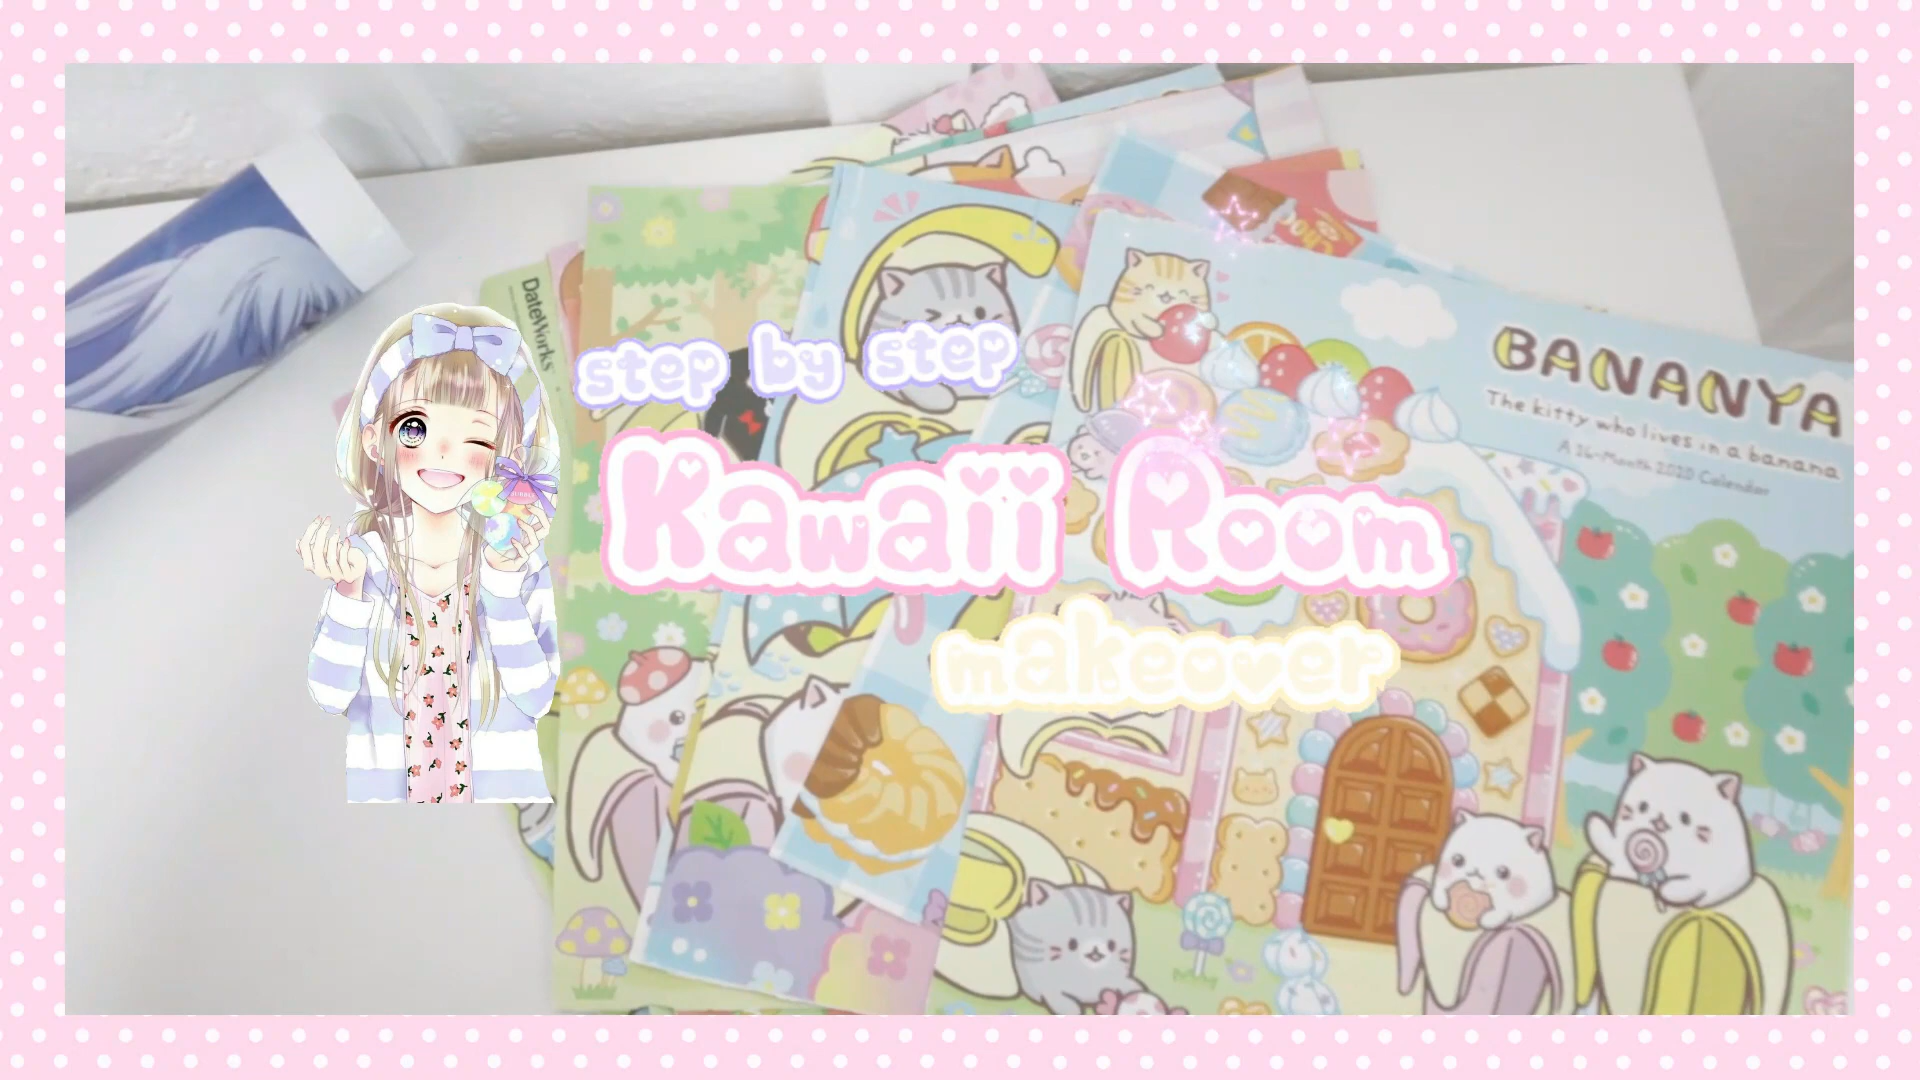 DateWorks
step by step
Kawaii Room
makeover
BANANYA
The kitty who lives in a banana
A 16-Month 2020 Calendar